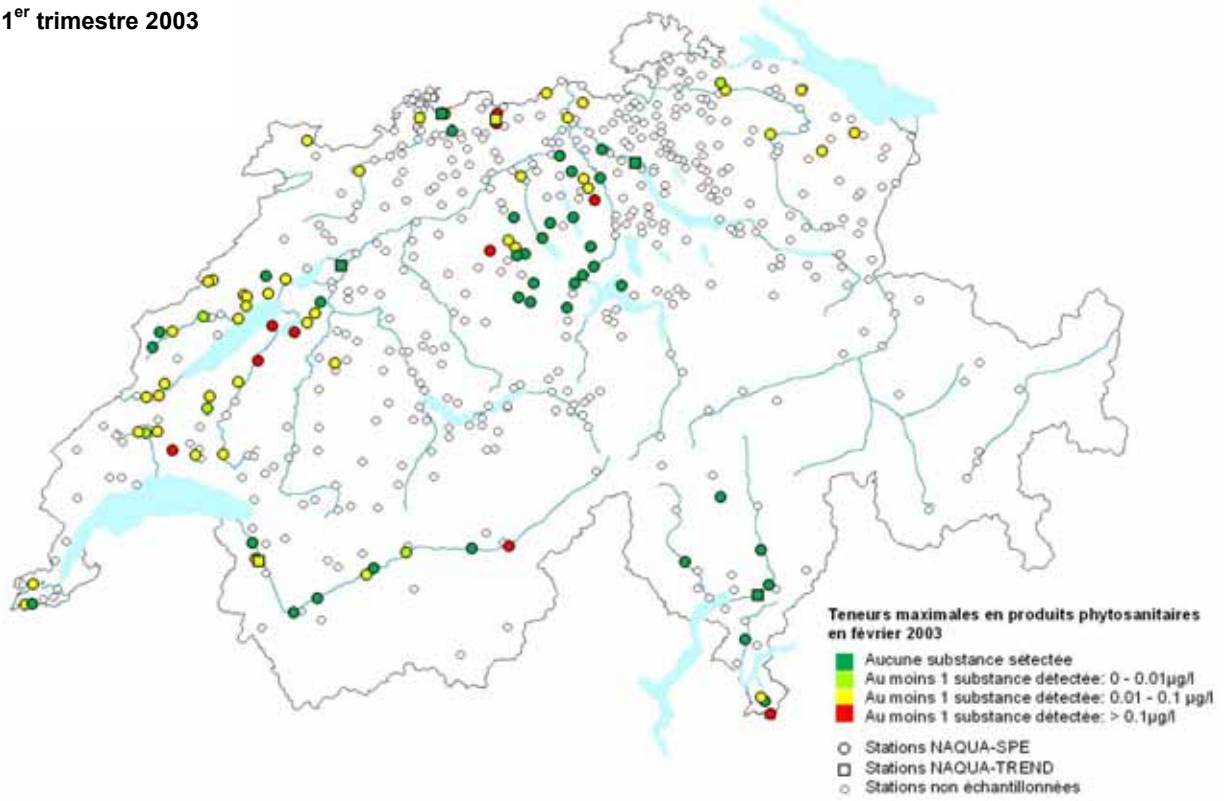 1er trimestre 2003
Teneurs maximales en produits phytosanitaires
en février 2003
Aucune substance sétectée
Au moins 1 substance détectée: 0 - 0.01µg/l
Au moins 1 substance détectée: 0.01 - 0.1 µg/l
Au moins 1 substance détectée: > 0.1µg/l
Stations NAQUA-SPE
Stations NAQUA-TREND
Stations non échantillonnées